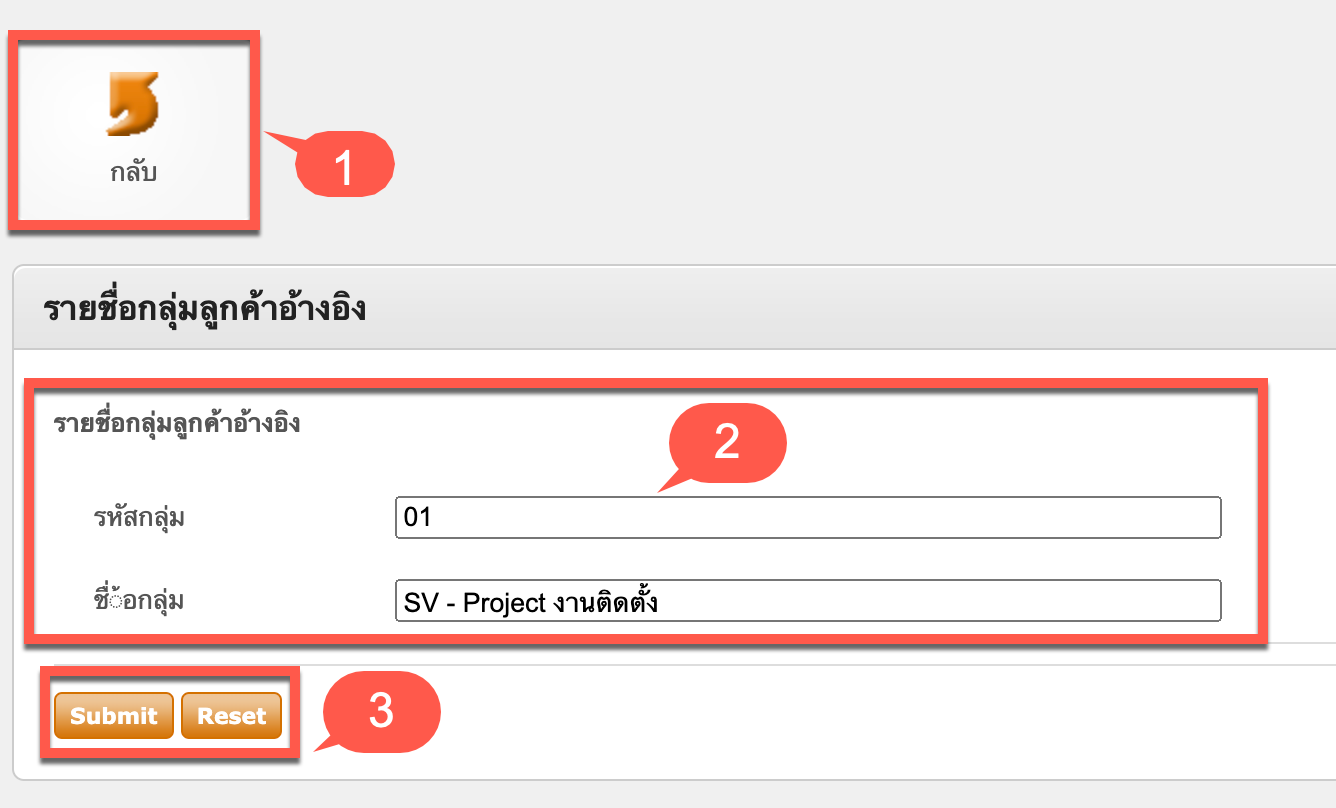 กลับ
1
รายชื่อกลุ่มลูกค้าอ้างอิง
รายชื่อกลุ่มลูกค้าอ้างอิง
2
รหัสกลุ่ม
01
ชื่้อกลุ่ม
SV - Project งานติดตั้ง
Submit Reset
3